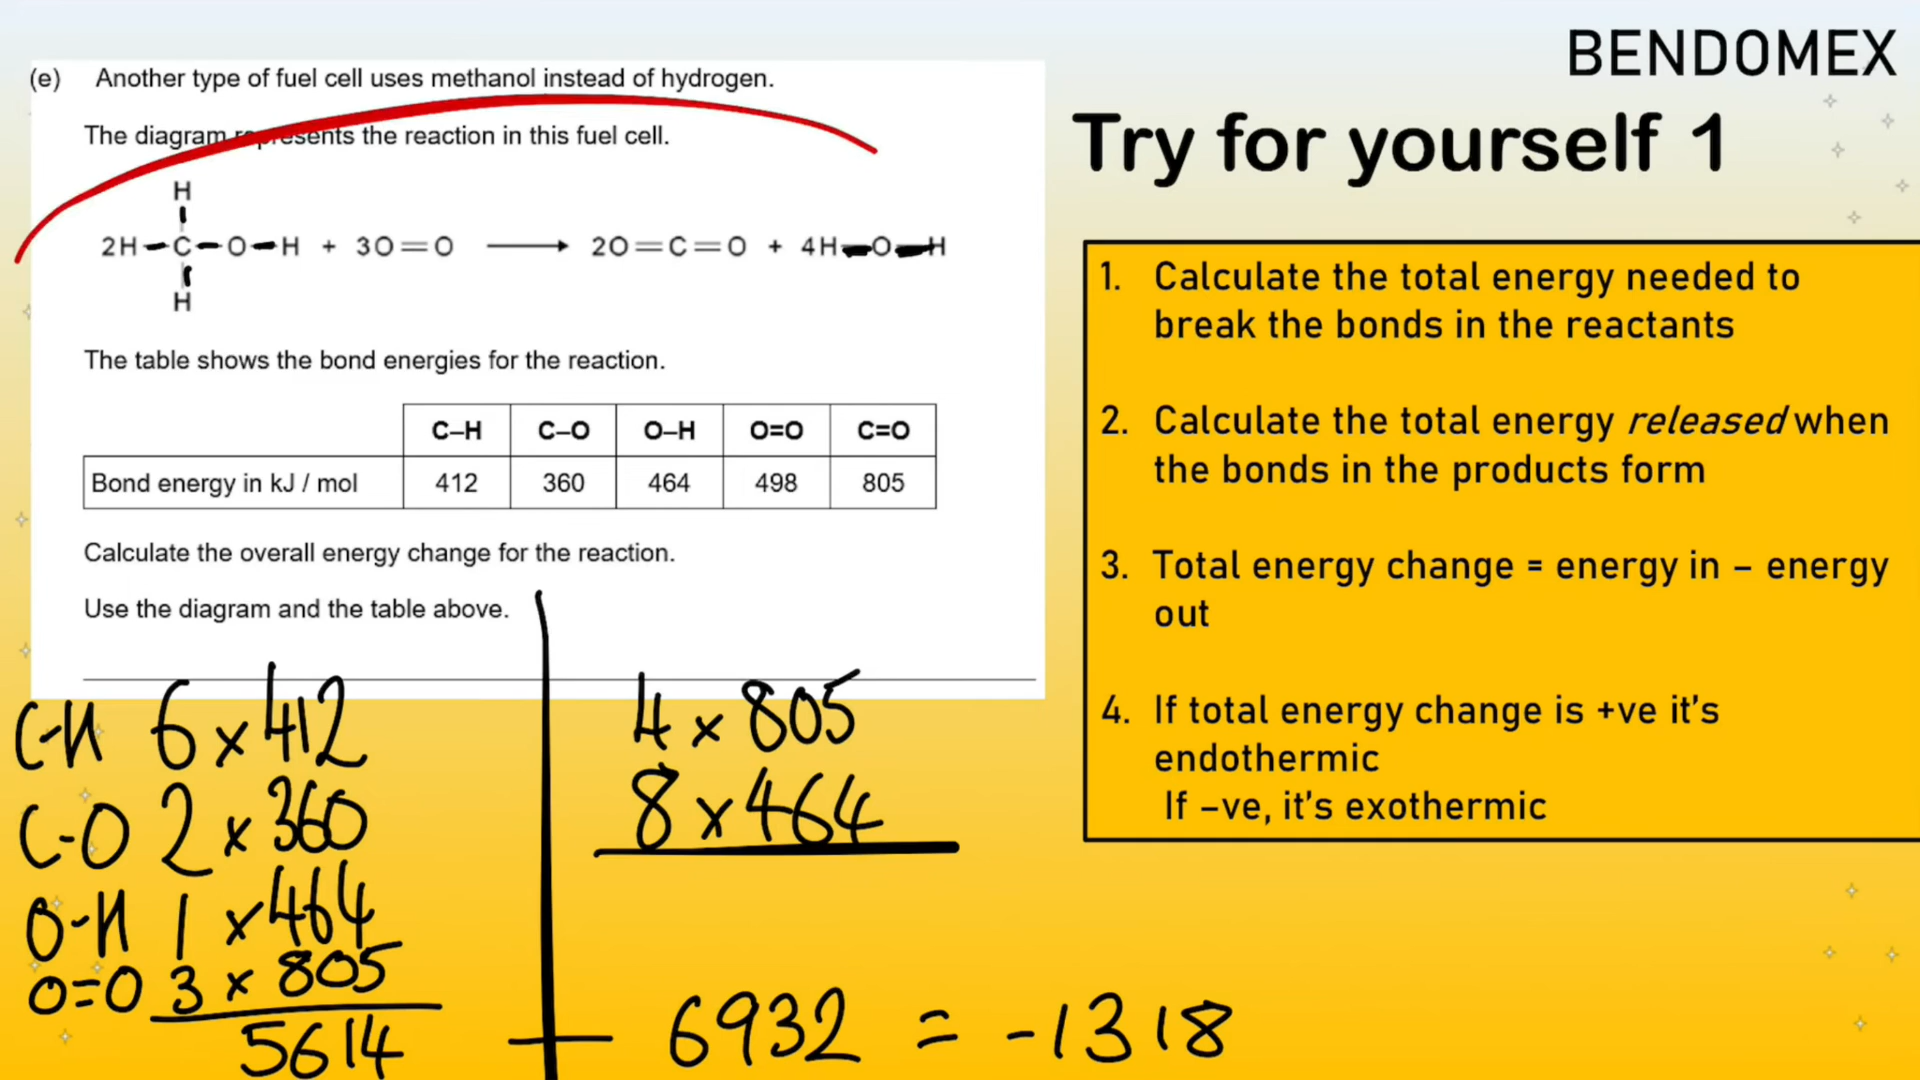 BENDOMEX
Try for yourself 1
(e) Another type of fuel cell uses methanol instead of hydrogen.
The diagram represents the reaction in this fuel cell.
H
2H–C–O–H + 3O=O ⟶ 2O=C=O + 4H–O–H
H
The table shows the bond energies for the reaction.
C–H C–O O–H O=O C=O
Bond energy in kJ / mol 412 360 464 498 805
Calculate the overall energy change for the reaction.
Use the diagram and the table above.
C-H 6 x 412
C-O 2 x 360
O-H 1 x 464
O=O 3 x 805
5614
4 x 805
8 x 464
– 6932 = -1318
1. Calculate the total energy needed to
break the bonds in the reactants
2. Calculate the total energy released when
the bonds in the products form
3. Total energy change = energy in – energy
out
4. If total energy change is +ve it's
endothermic
If –ve, it's exothermic